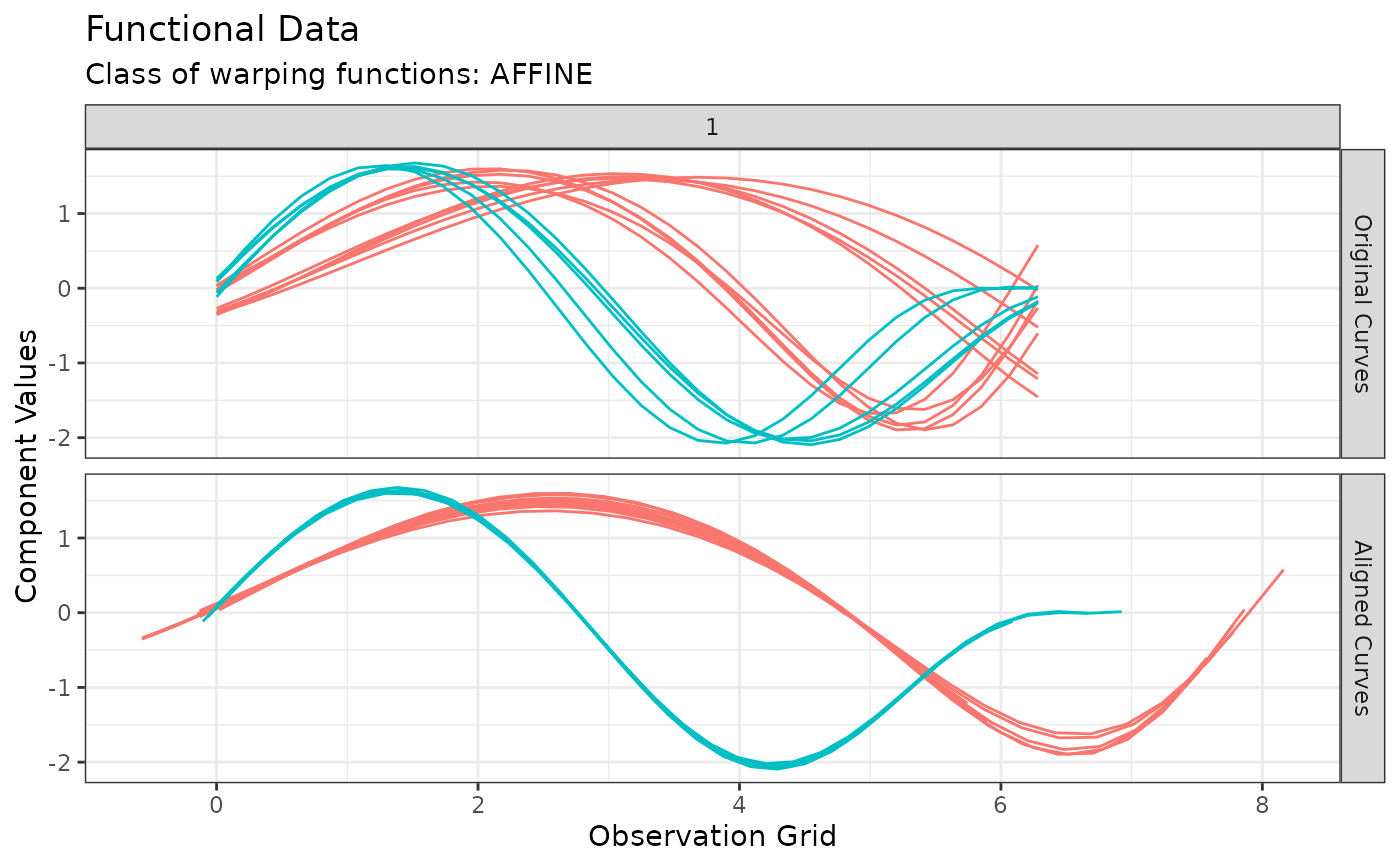 Functional Data
Class of warping functions: AFFINE
1
Component Values
1
0
-1
-2
Original Curves
1
0
-1
-2
Aligned Curves
0 2 4 6 8
Observation Grid